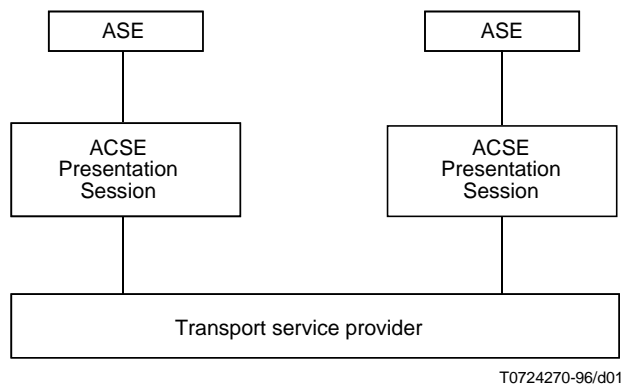 ASE
ASE
ACSE
Presentation
Session
ACSE
Presentation
Session
Transport service provider
T0724270-96/d01